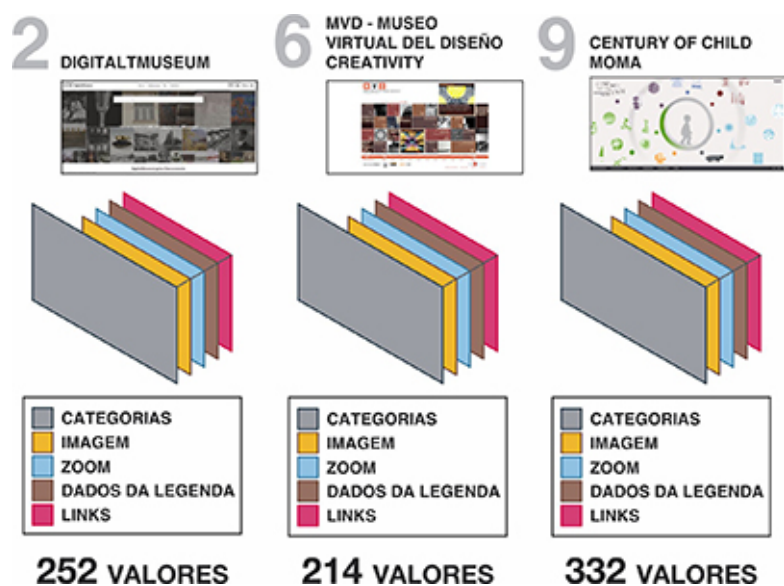 2
DIGITALTMUSEUM
6
MVD - MUSEO
VIRTUAL DEL DISEÑO
CREATIVITY
9
CENTURY OF CHILD
MOMA
CATEGORIAS
IMAGEM
ZOOM
DADOS DA LEGENDA
LINKS
252 VALORES
CATEGORIAS
IMAGEM
ZOOM
DADOS DA LEGENDA
LINKS
214 VALORES
CATEGORIAS
IMAGEM
ZOOM
DADOS DA LEGENDA
LINKS
332 VALORES